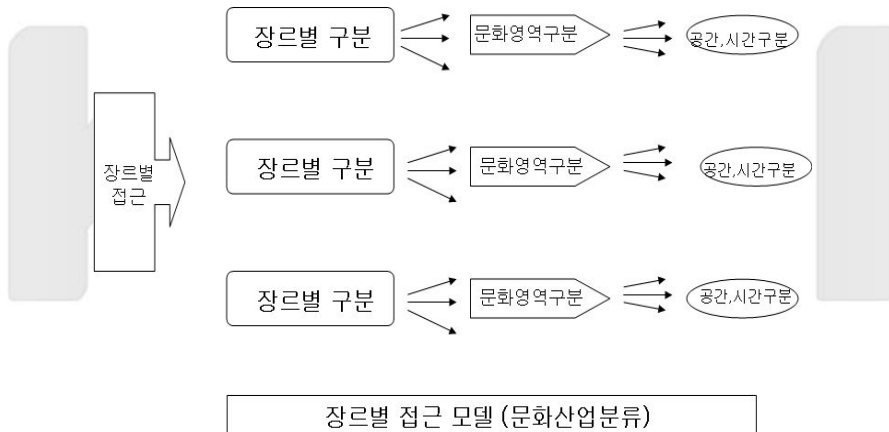 장르별 구분
문화영역구분
공간,시간구분
장르별
접근
장르별 구분
문화영역구분
공간,시간구분
장르별 구분
문화영역구분
공간,시간구분
장르별 접근 모델 (문화산업분류)